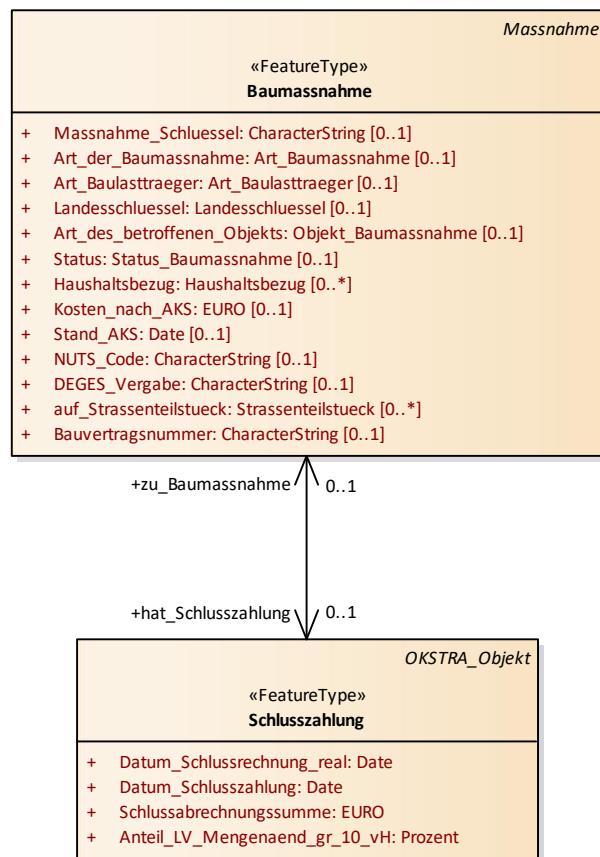 Massnahme
«FeatureType»
Baumassnahme
+ Massnahme_Schluessel: CharacterString [0..1]
+ Art_der_Baumassnahme: Art_Baumassnahme [0..1]
+ Art_Baulasttraeger: Art_Baulasttraeger [0..1]
+ Landesschluessel: Landesschluessel [0..1]
+ Art_des_betroffenen_Objekts: Objekt_Baumassnahme [0..1]
+ Status: Status_Baumassnahme [0..1]
+ Haushaltsbezug: Haushaltsbezug [0..*]
+ Kosten_nach_AKS: EURO [0..1]
+ Stand_AKS: Date [0..1]
+ NUTS_Code: CharacterString [0..1]
+ DEGES_Vergabe: CharacterString [0..1]
+ auf_Strassenteilstueck: Strassenteilstueck [0..*]
+ Bauvertragsnummer: CharacterString [0..1]
+zu_Baumassnahme 0..1
+hat_Schlusszahlung 0..1
OKSTRA_Objekt
«FeatureType»
Schlusszahlung
+ Datum_Schlussrechnung_real: Date
+ Datum_Schlusszahlung: Date
+ Schlussabrechnungssumme: EURO
+ Anteil_LV_Mengenaend_gr_10_vH: Prozent